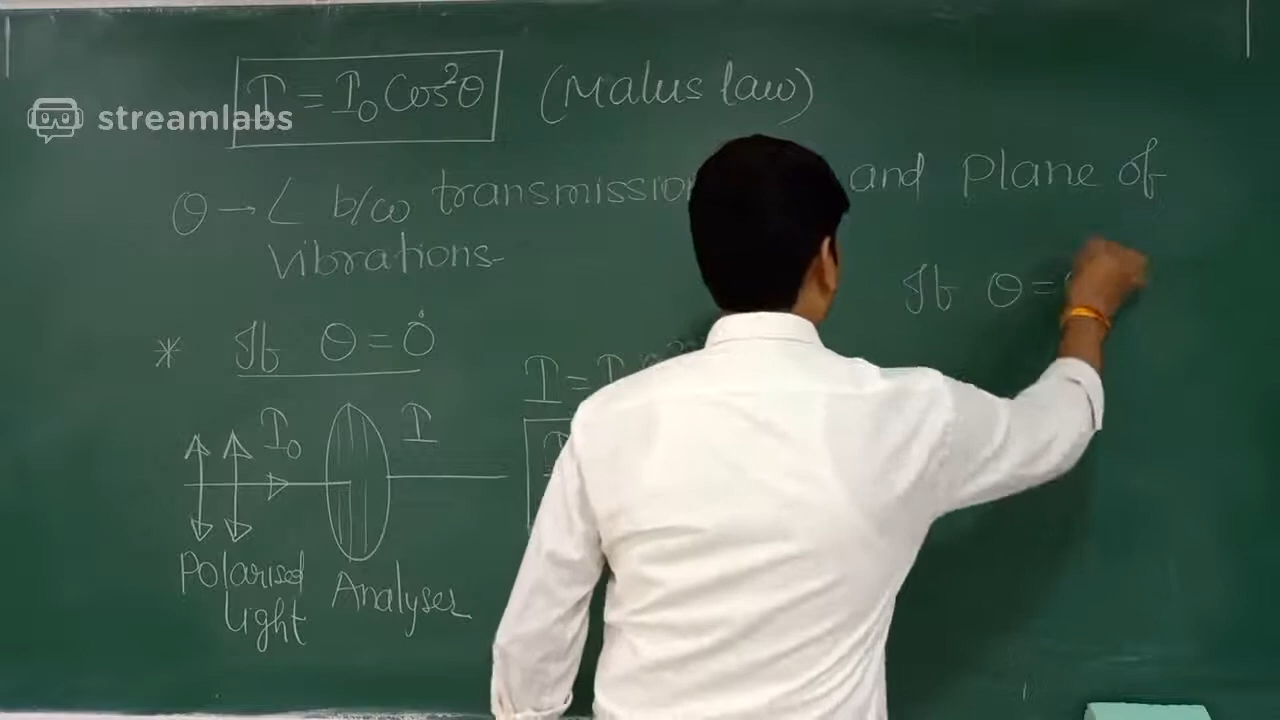 I = I₀ Cos²θ (Malus law)
streamlabs
θ → ∠ b/w transmission and Plane of
Vibrations
* If θ = 0°
If θ =
I =
I₀ I
Polarised Analyser
light